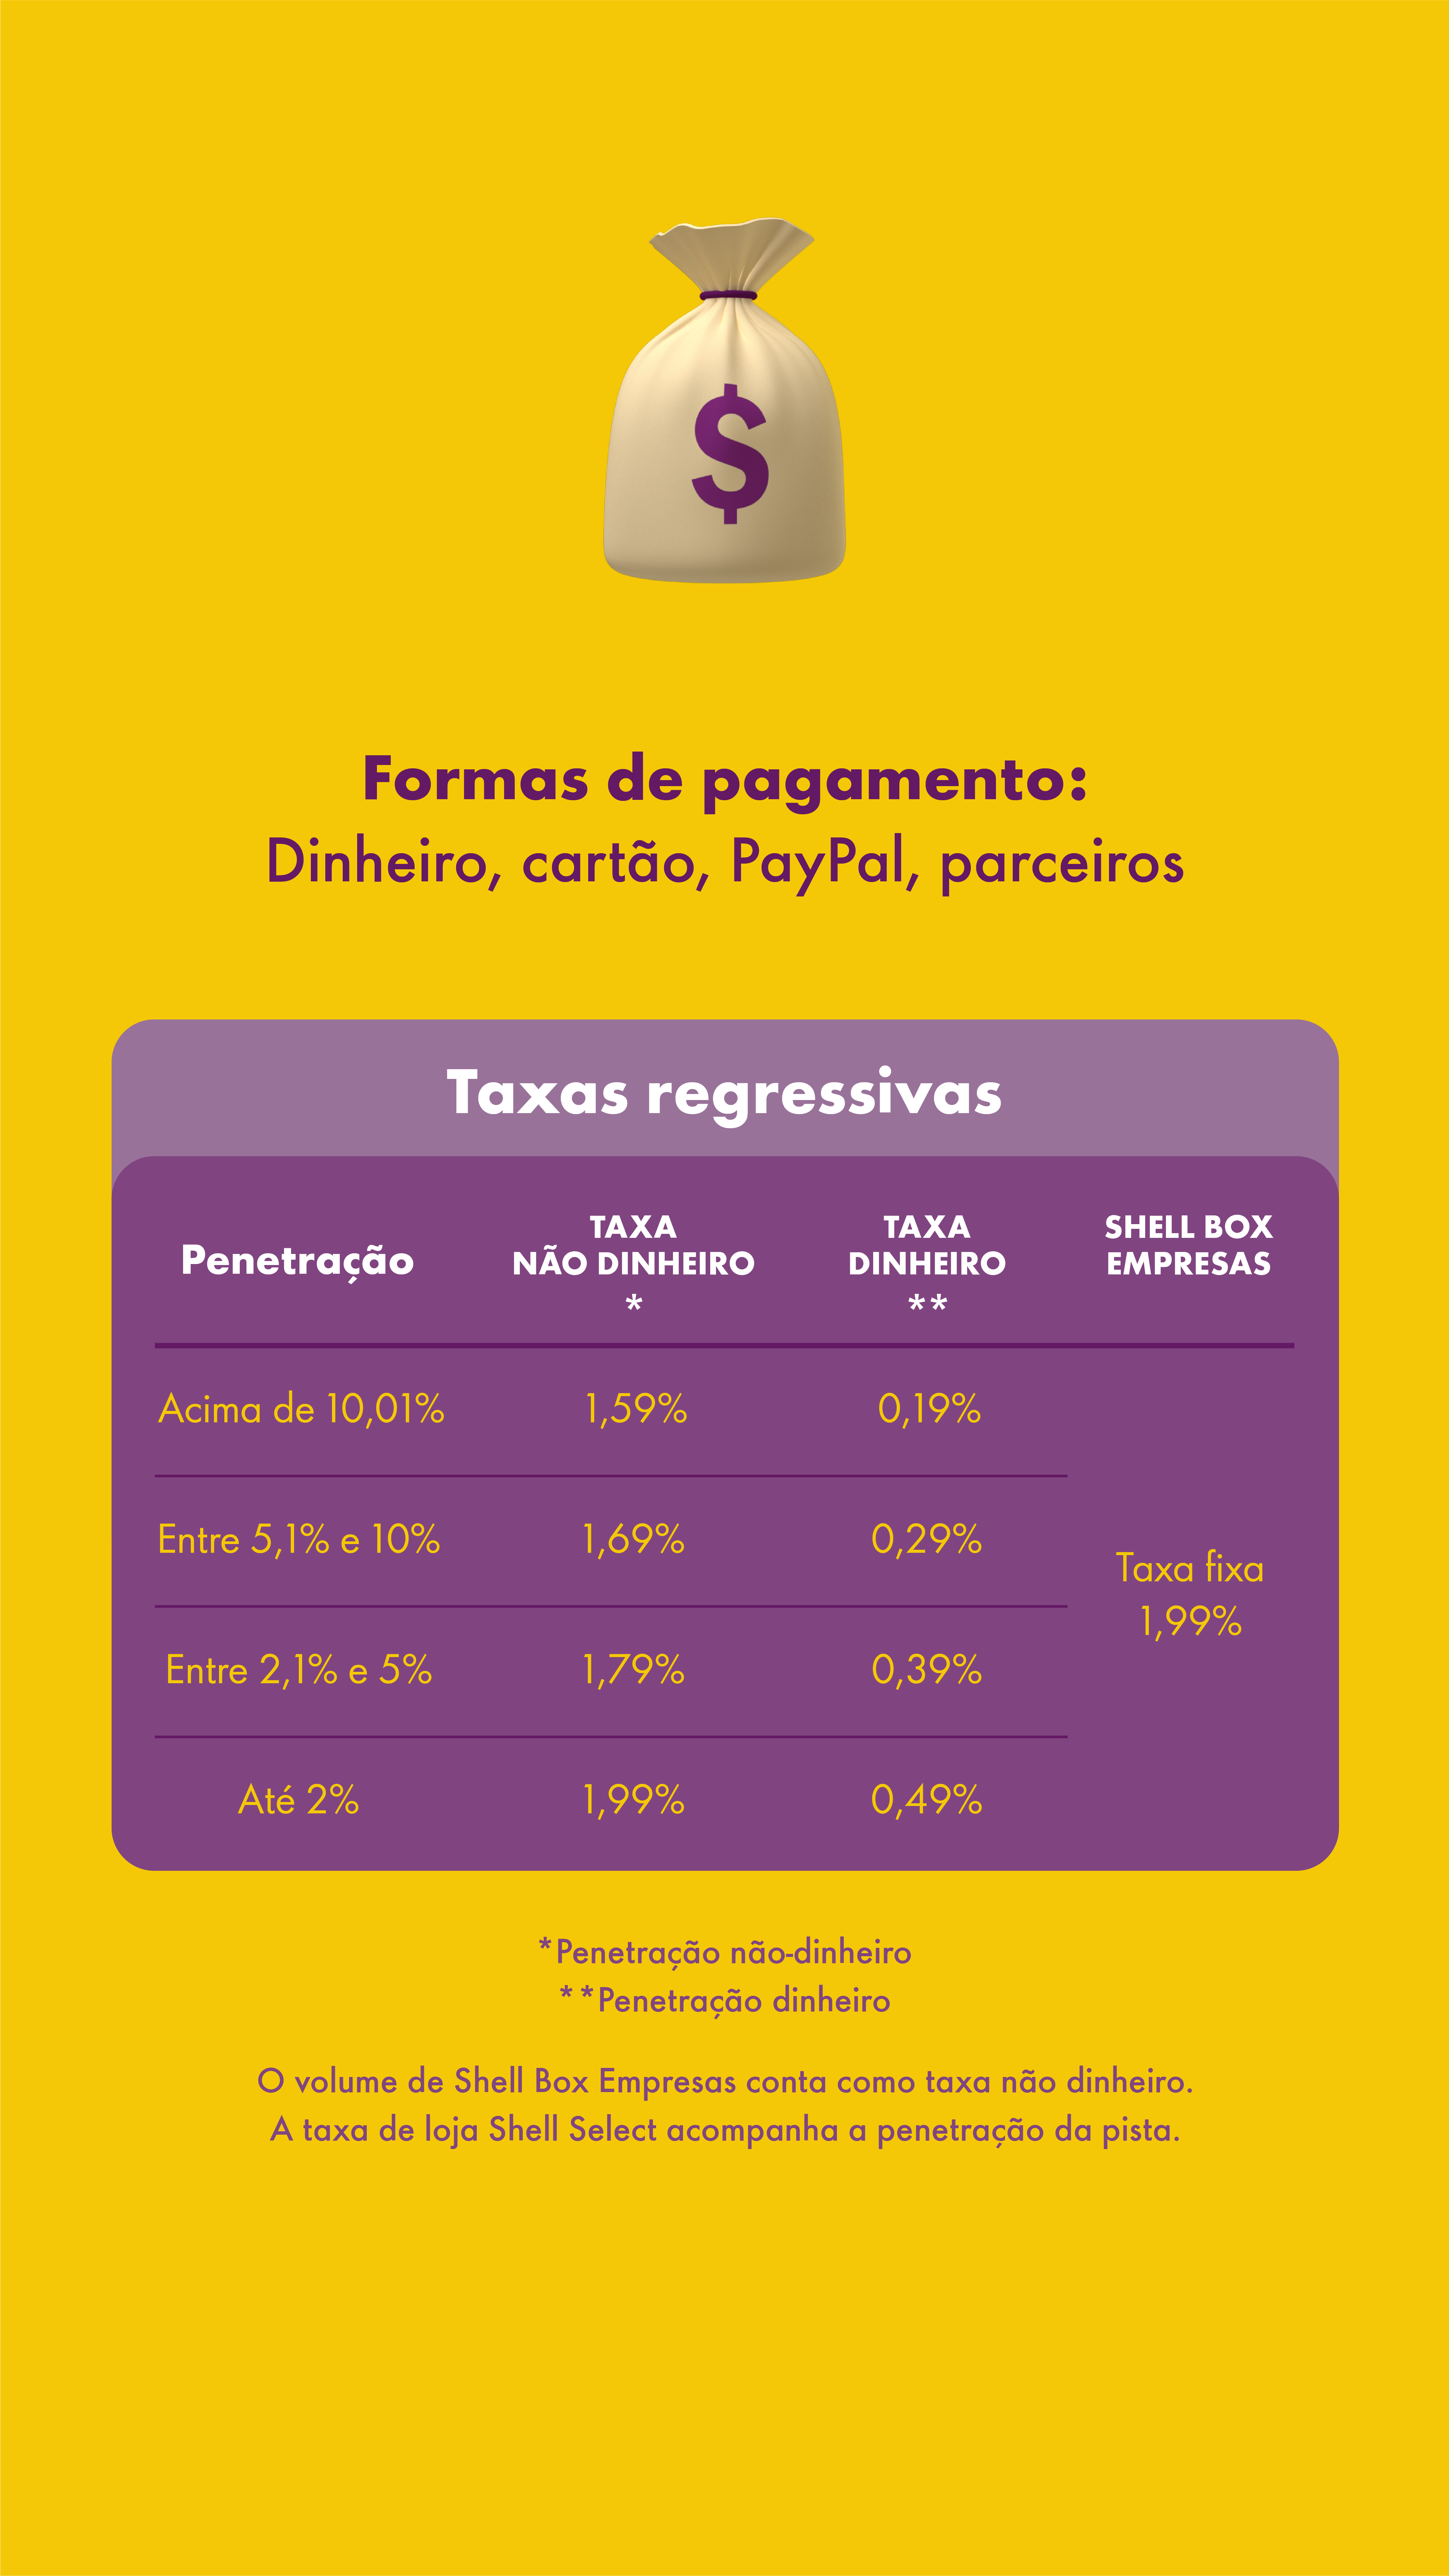 $
Formas de pagamento:
Dinheiro, cartão, PayPal, parceiros
Taxas regressivas
Penetração TAXA NÃO DINHEIRO * TAXA DINHEIRO ** SHELL BOX EMPRESAS
Acima de 10,01% 1,59% 0,19%
Entre 5,1% e 10% 1,69% 0,29%
Taxa fixa
1,99%
Entre 2,1% e 5% 1,79% 0,39%
Até 2% 1,99% 0,49%
*Penetração não-dinheiro
**Penetração dinheiro
O volume de Shell Box Empresas conta como taxa não dinheiro.
A taxa de loja Shell Select acompanha a penetração da pista.